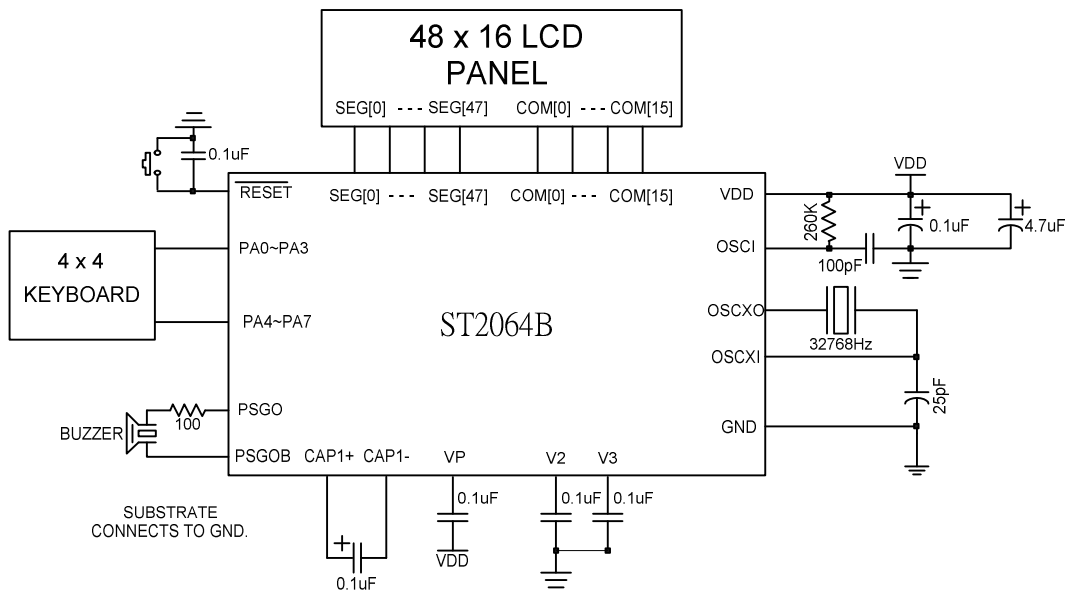 48 x 16 LCD
PANEL
SEG[0] --- SEG[47] COM[0] --- COM[15]
0.1uF
RESET
SEG[0] --- SEG[47] COM[0] --- COM[15]
VDD
VDD
260K
0.1uF
4.7uF
PA0~PA3
OSCI
100pF
4 x 4
KEYBOARD
PA4~PA7
ST2064B
OSCXO
32768Hz
OSCXI
25pF
PSGO
100
BUZZER
GND
PSGOB
CAP1+ CAP1- VP V2 V3
0.1uF 0.1uF 0.1uF
SUBSTRATE
CONNECTS TO GND.
+
+
+
0.1uF
VDD